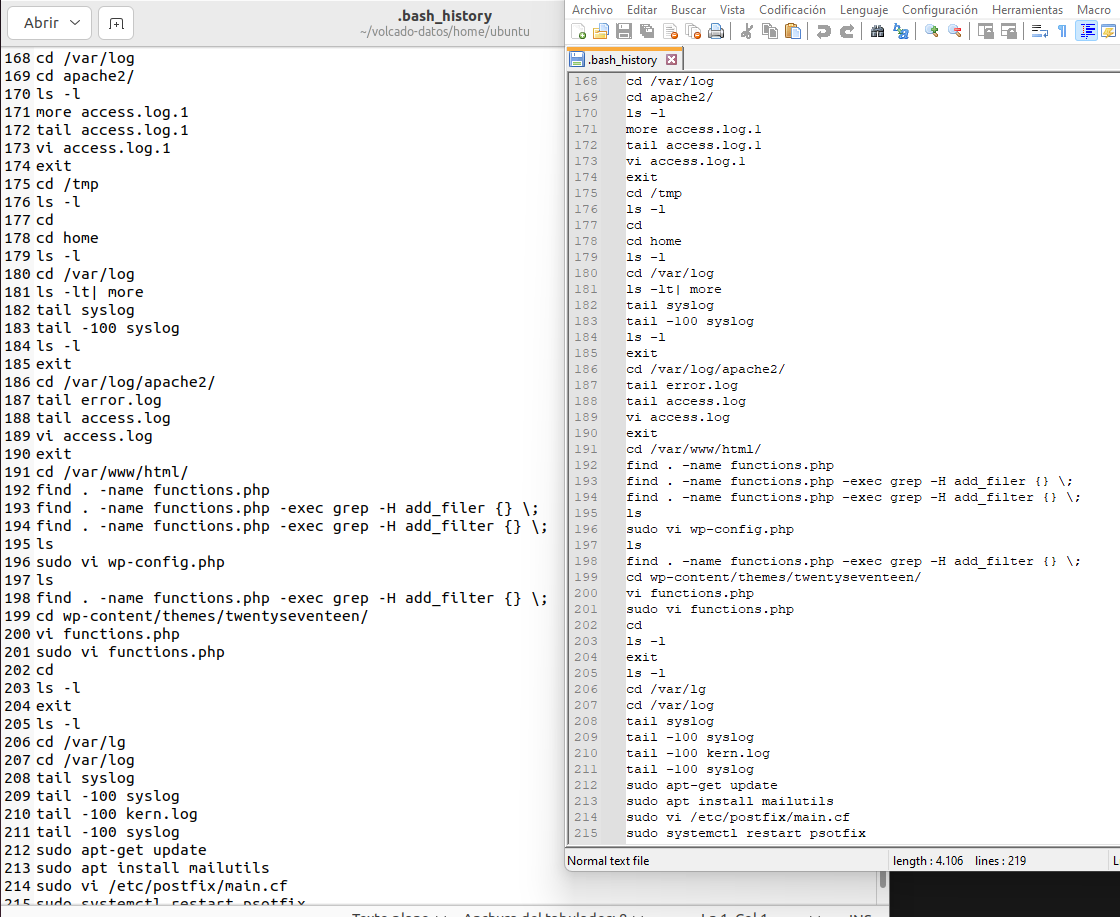 Abrir
.bash_history
~/volcado-datos/home/ubuntu
168 cd /var/log
169 cd apache2/
170 ls -l
171 more access.log.1
172 tail access.log.1
173 vi access.log.1
174 exit
175 cd /tmp
176 ls -l
177 cd
178 cd home
179 ls -l
180 cd /var/log
181 ls -lt| more
182 tail syslog
183 tail -100 syslog
184 ls -l
185 exit
186 cd /var/log/apache2/
187 tail error.log
188 tail access.log
189 vi access.log
190 exit
191 cd /var/www/html/
192 find . -name functions.php
193 find . -name functions.php -exec grep -H add_filer {} \;
194 find . -name functions.php -exec grep -H add_filter {} \;
195 ls
196 sudo vi wp-config.php
197 ls
198 find . -name functions.php -exec grep -H add_filter {} \;
199 cd wp-content/themes/twentyseventeen/
200 vi functions.php
201 sudo vi functions.php
202 cd
203 ls -l
204 exit
205 ls -l
206 cd /var/lg
207 cd /var/log
208 tail syslog
209 tail -100 syslog
210 tail -100 kern.log
211 tail -100 syslog
212 sudo apt-get update
213 sudo apt install mailutils
214 sudo vi /etc/postfix/main.cf
215 sudo systemctl restart psotfix
Archivo Editar Buscar Vista Codificación Lenguaje Configuración Herramientas Macro
.bash_history
168 cd /var/log
169 cd apache2/
170 ls -l
171 more access.log.1
172 tail access.log.1
173 vi access.log.1
174 exit
175 cd /tmp
176 ls -l
177 cd
178 cd home
179 ls -l
180 cd /var/log
181 ls -lt| more
182 tail syslog
183 tail -100 syslog
184 ls -l
185 exit
186 cd /var/log/apache2/
187 tail error.log
188 tail access.log
189 vi access.log
190 exit
191 cd /var/www/html/
192 find . -name functions.php
193 find . -name functions.php -exec grep -H add_filer {} \;
194 find . -name functions.php -exec grep -H add_filter {} \;
195 ls
196 sudo vi wp-config.php
197 ls
198 find . -name functions.php -exec grep -H add_filter {} \;
199 cd wp-content/themes/twentyseventeen/
200 vi functions.php
201 sudo vi functions.php
202 cd
203 ls -l
204 exit
205 ls -l
206 cd /var/lg
207 cd /var/log
208 tail syslog
209 tail -100 syslog
210 tail -100 kern.log
211 tail -100 syslog
212 sudo apt-get update
213 sudo apt install mailutils
214 sudo vi /etc/postfix/main.cf
215 sudo systemctl restart psotfix
Normal text file length : 4.106 lines : 219 L